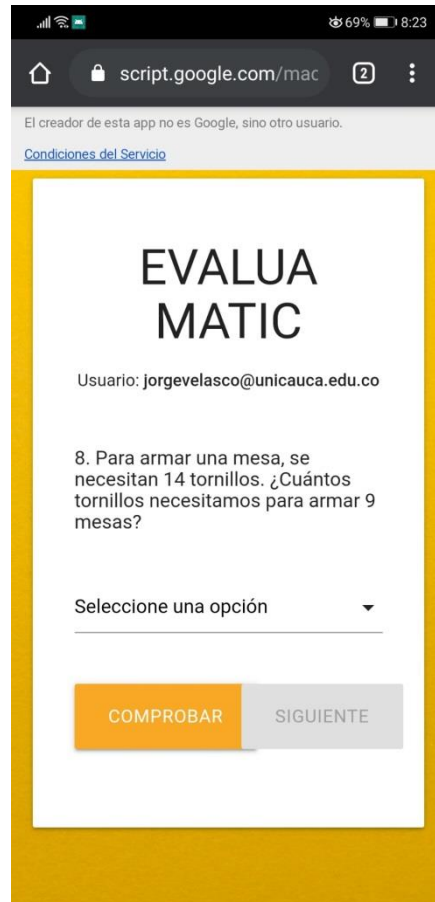 69% 8:23
script.google.com/mac 2
El creador de esta app no es Google, sino otro usuario.
Condiciones del Servicio
EVALUA
MATIC
Usuario: jorgevelasco@unicauca.edu.co
8. Para armar una mesa, se
necesitan 14 tornillos. ¿Cuántos
tornillos necesitamos para armar 9
mesas?
Seleccione una opción
COMPROBAR SIGUIENTE